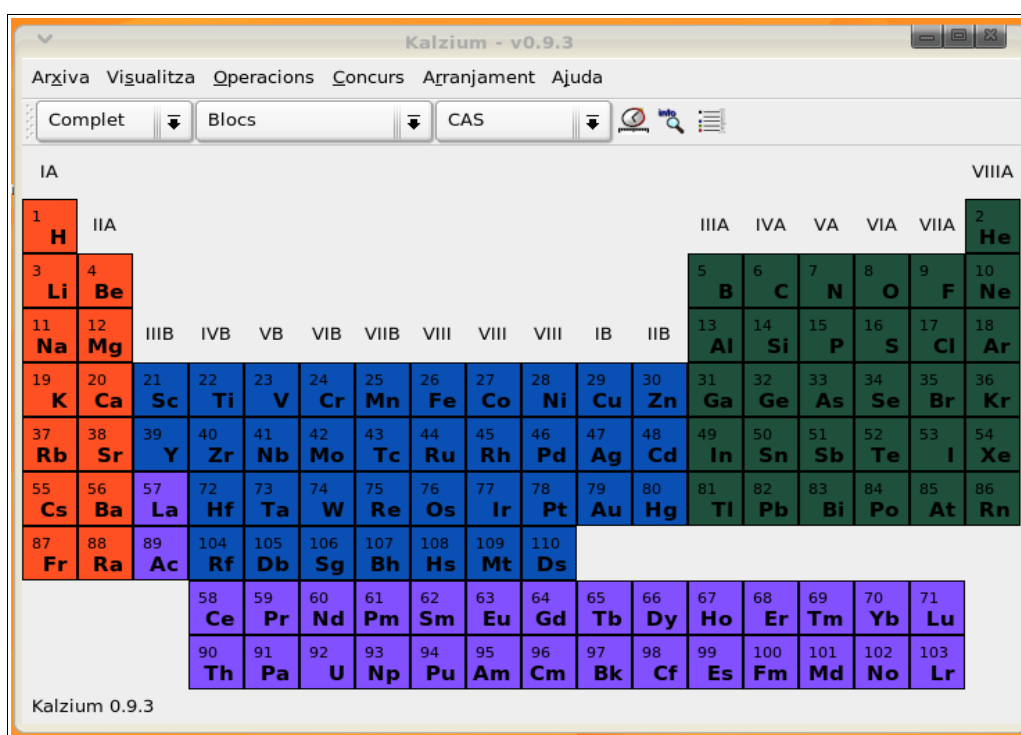 Kalzium - v0.9.3
Arxiva Visualitza Operacions Concurs Arranjament Ajuda
Complet Blocs CAS info
IA VIIIA
1 2
H IIA IIIA IVA VA VIA VIIA He
3 4 5 6 7 8 9 10
Li Be B C N O F Ne
11 12 13 14 15 16 17 18
Na Mg IIIB IVB VB VIB VIIB VIII VIII VIII IB IIB Al Si P S Cl Ar
19 20 21 22 23 24 25 26 27 28 29 30 31 32 33 34 35 36
K Ca Sc Ti V Cr Mn Fe Co Ni Cu Zn Ga Ge As Se Br Kr
37 38 39 40 41 42 43 44 45 46 47 48 49 50 51 52 53 54
Rb Sr Y Zr Nb Mo Tc Ru Rh Pd Ag Cd In Sn Sb Te I Xe
55 56 57 72 73 74 75 76 77 78 79 80 81 82 83 84 85 86
Cs Ba La Hf Ta W Re Os Ir Pt Au Hg Tl Pb Bi Po At Rn
87 88 89 104 105 106 107 108 109 110
Fr Ra Ac Rf Db Sg Bh Hs Mt Ds
58 59 60 61 62 63 64 65 66 67 68 69 70 71
Ce Pr Nd Pm Sm Eu Gd Tb Dy Ho Er Tm Yb Lu
90 91 92 93 94 95 96 97 98 99 100 101 102 103
Th Pa U Np Pu Am Cm Bk Cf Es Fm Md No Lr
Kalzium 0.9.3